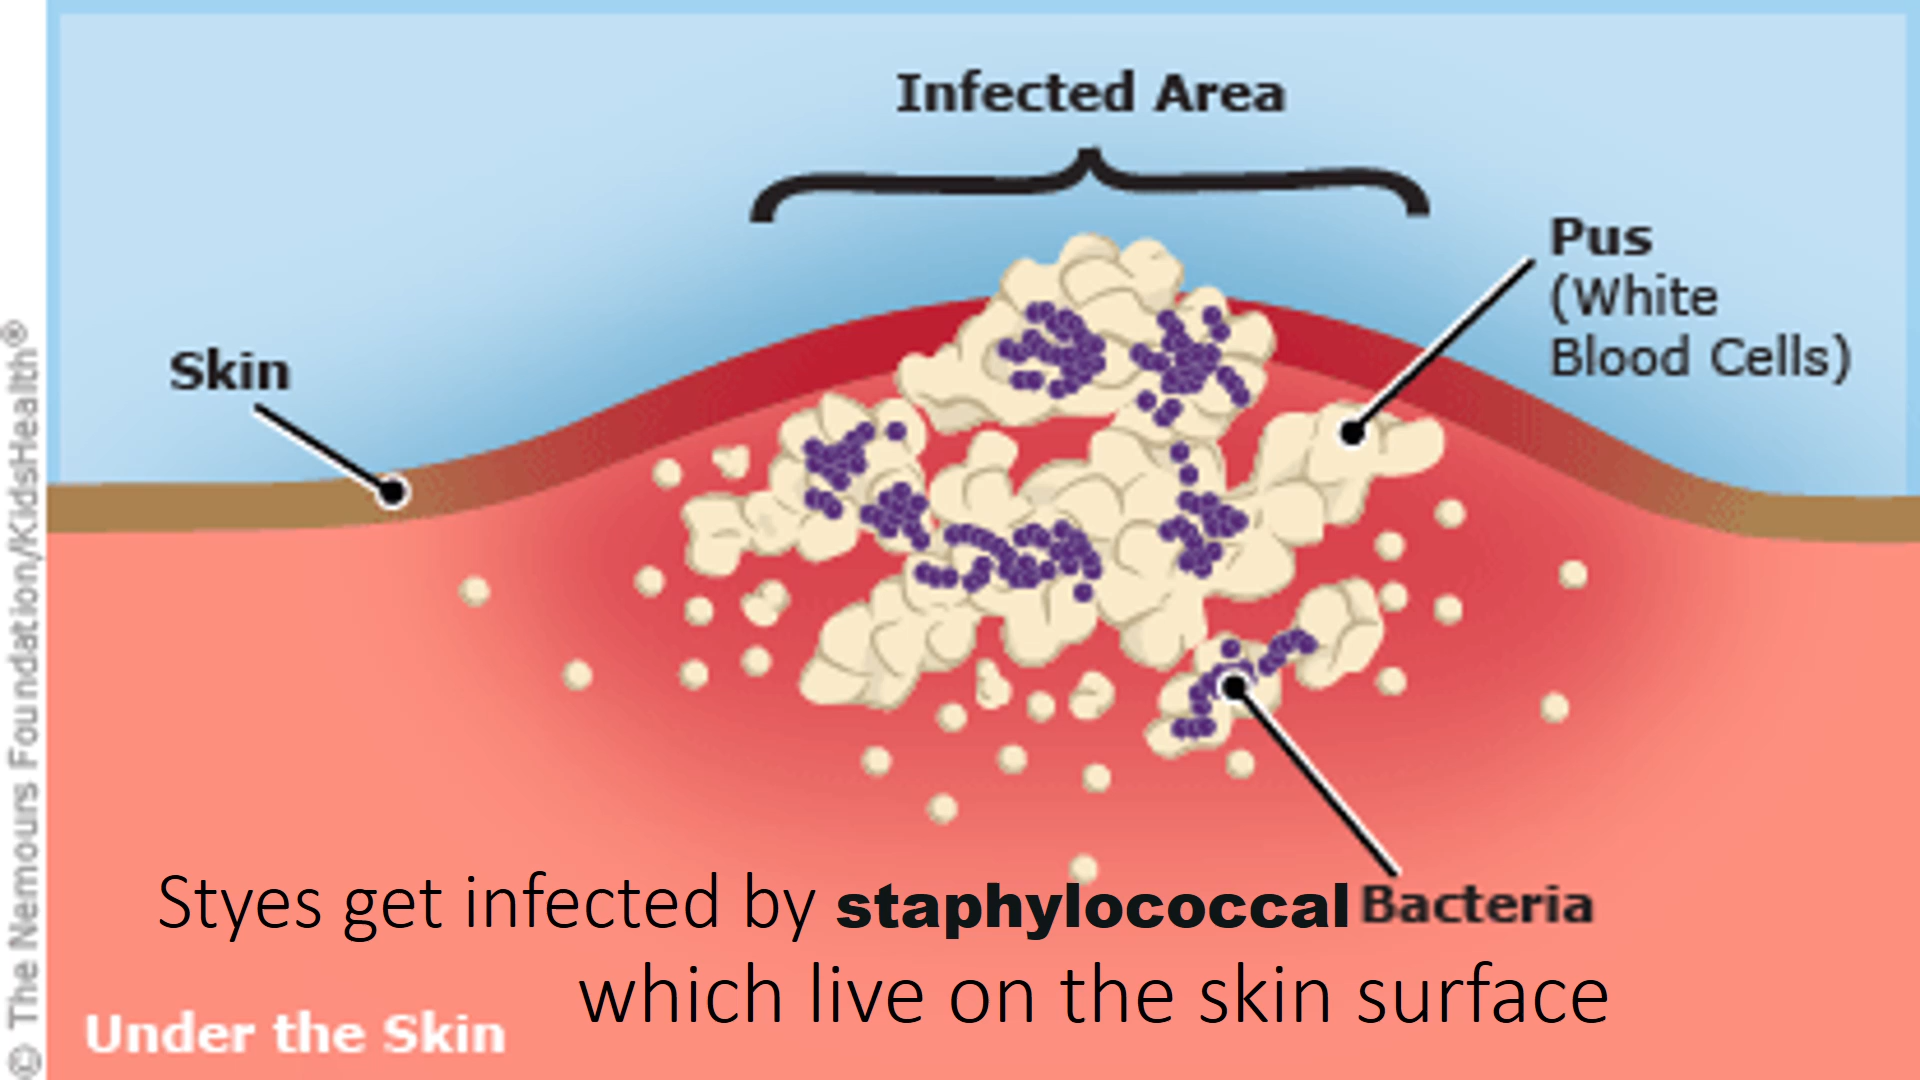 Infected Area
Pus
(White
Blood Cells)
Skin
Styes get infected by staphylococcal Bacteria
which live on the skin surface
Under the Skin
© The Nemours Foundation/KidsHealth®